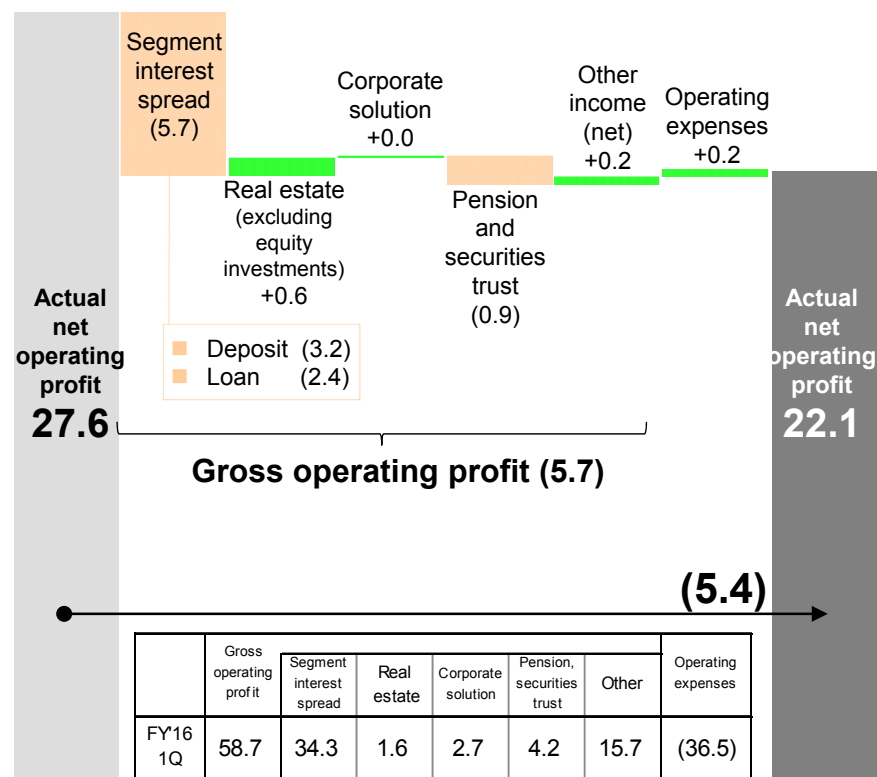 Segment
interest
spread
(5.7)
Corporate
solution
+0.0
Other
income
(net)
+0.2
Operating
expenses
+0.2
Real estate
(excluding
equity
investments)
+0.6
Pension
and
securities
trust
(0.9)
Actual
net
operating
profit
27.6
Deposit (3.2)
Loan (2.4)
Actual
net
operating
profit
22.1
Gross operating profit (5.7)
(5.4)
Gross
operating
profit
Segment
interest
spread
Real
estate
Corporate
solution
Pension,
securities
trust
Other
Operating
expenses
FY'16
1Q
58.7 34.3 1.6 2.7 4.2 15.7 (36.5)